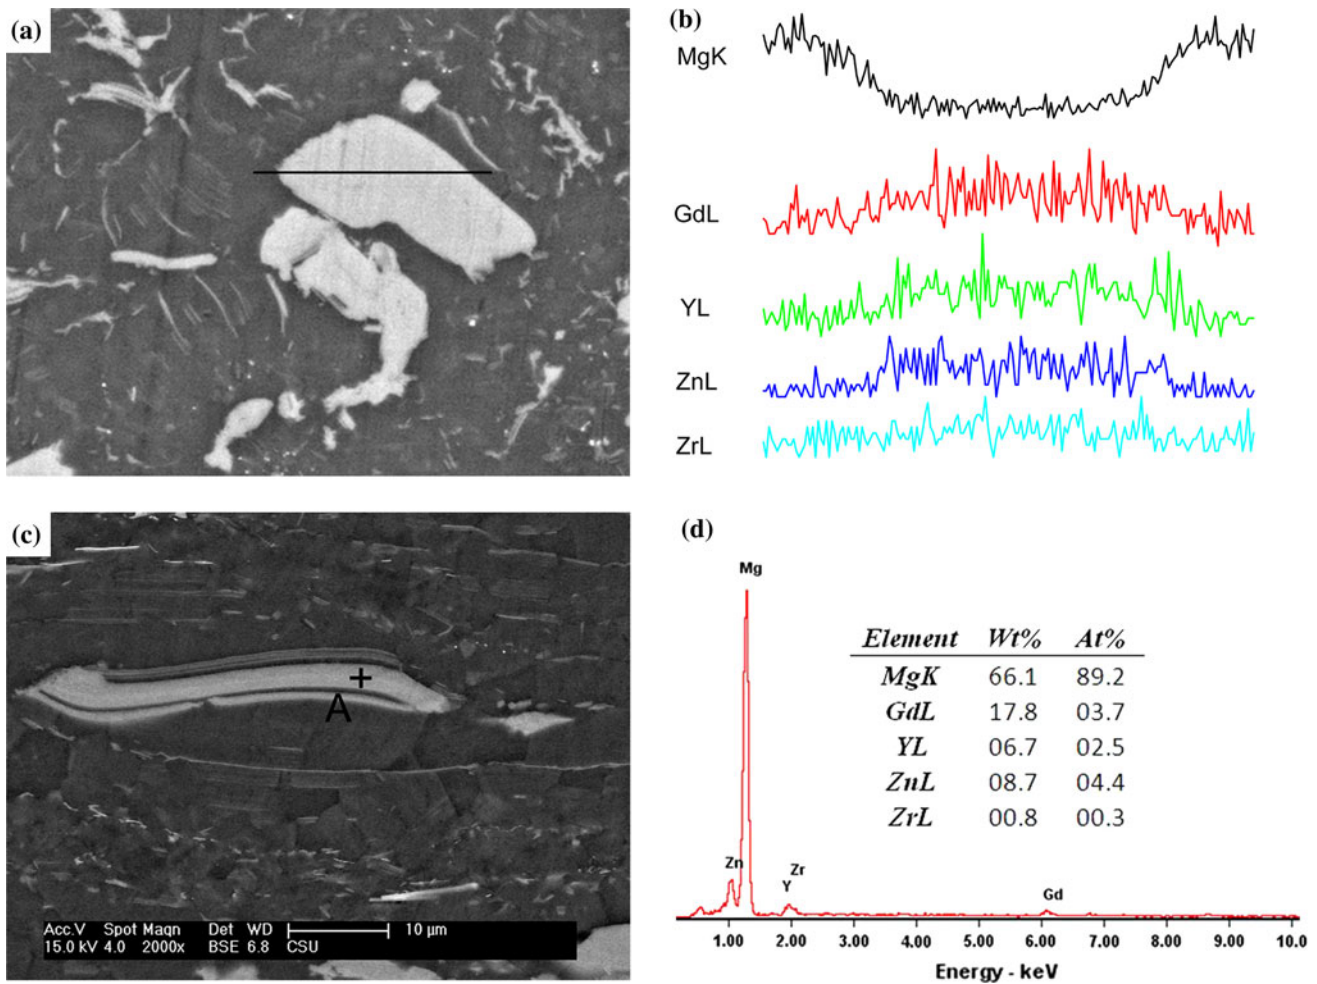 (a)
(b)
MgK
GdL
YL
ZnL
ZrL
(c)
A
Acc.V Spot Magn Det WD 10 µm
15.0 kV 4.0 2000x BSE 6.8 CSU
(d)
Mg
Element Wt% At%
MgK 66.1 89.2
GdL 17.8 03.7
YL 06.7 02.5
ZnL 08.7 04.4
ZrL 00.8 00.3
Zn
Zr
Y
Gd
1.00 2.00 3.00 4.00 5.00 6.00 7.00 8.00 9.00 10.0
Energy - keV